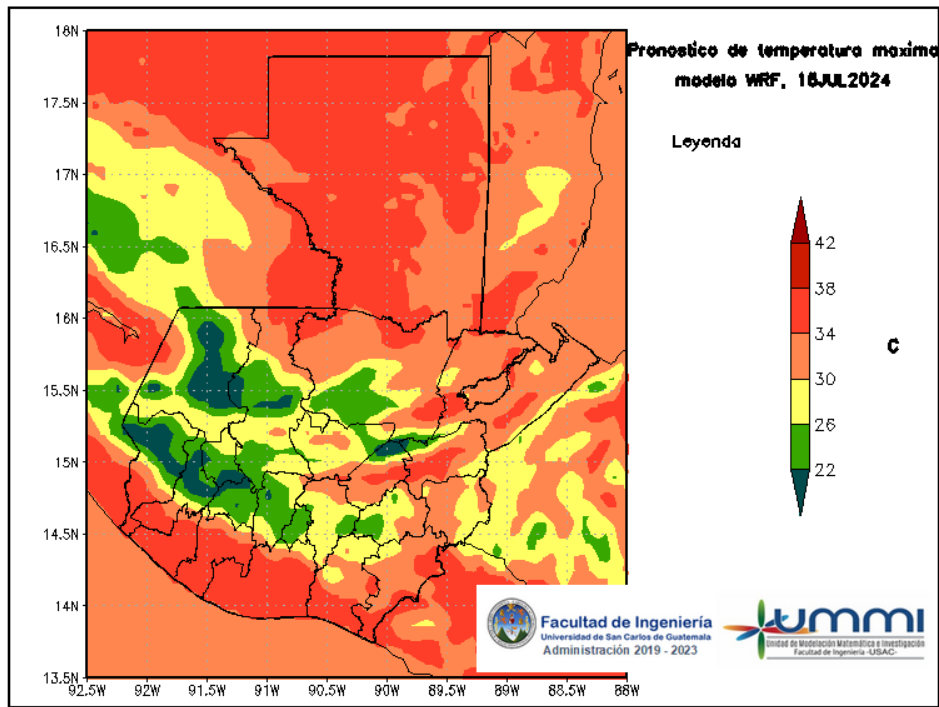 Pronostico de temperatura maxima
modelo WRF, 18JUL2024
Leyenda
42
38
34
30
26
22
C
18N
17.5N
17N
16.5N
16N
15.5N
15N
14.5N
14N
13.5N
92.5W 92W 91.5W 91W 90.5W 90W 89.5W 89W 88.5W 88W
Facultad de Ingeniería
Universidad de San Carlos de Guatemala
Administración 2019 - 2023
ummi
Unidad de Modelación Matemática e Investigación
Facultad de Ingeniería -USAC-